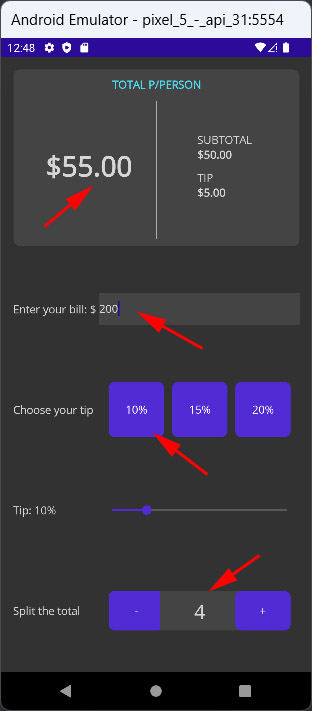 Android Emulator - pixel_5_-_api_31:5554
12:48
TOTAL P/PERSON
$55.00
SUBTOTAL
$50.00
TIP
$5.00
Enter your bill: $ 200
Choose your tip 10% 15% 20%
Tip: 10%
Split the total - 4 +